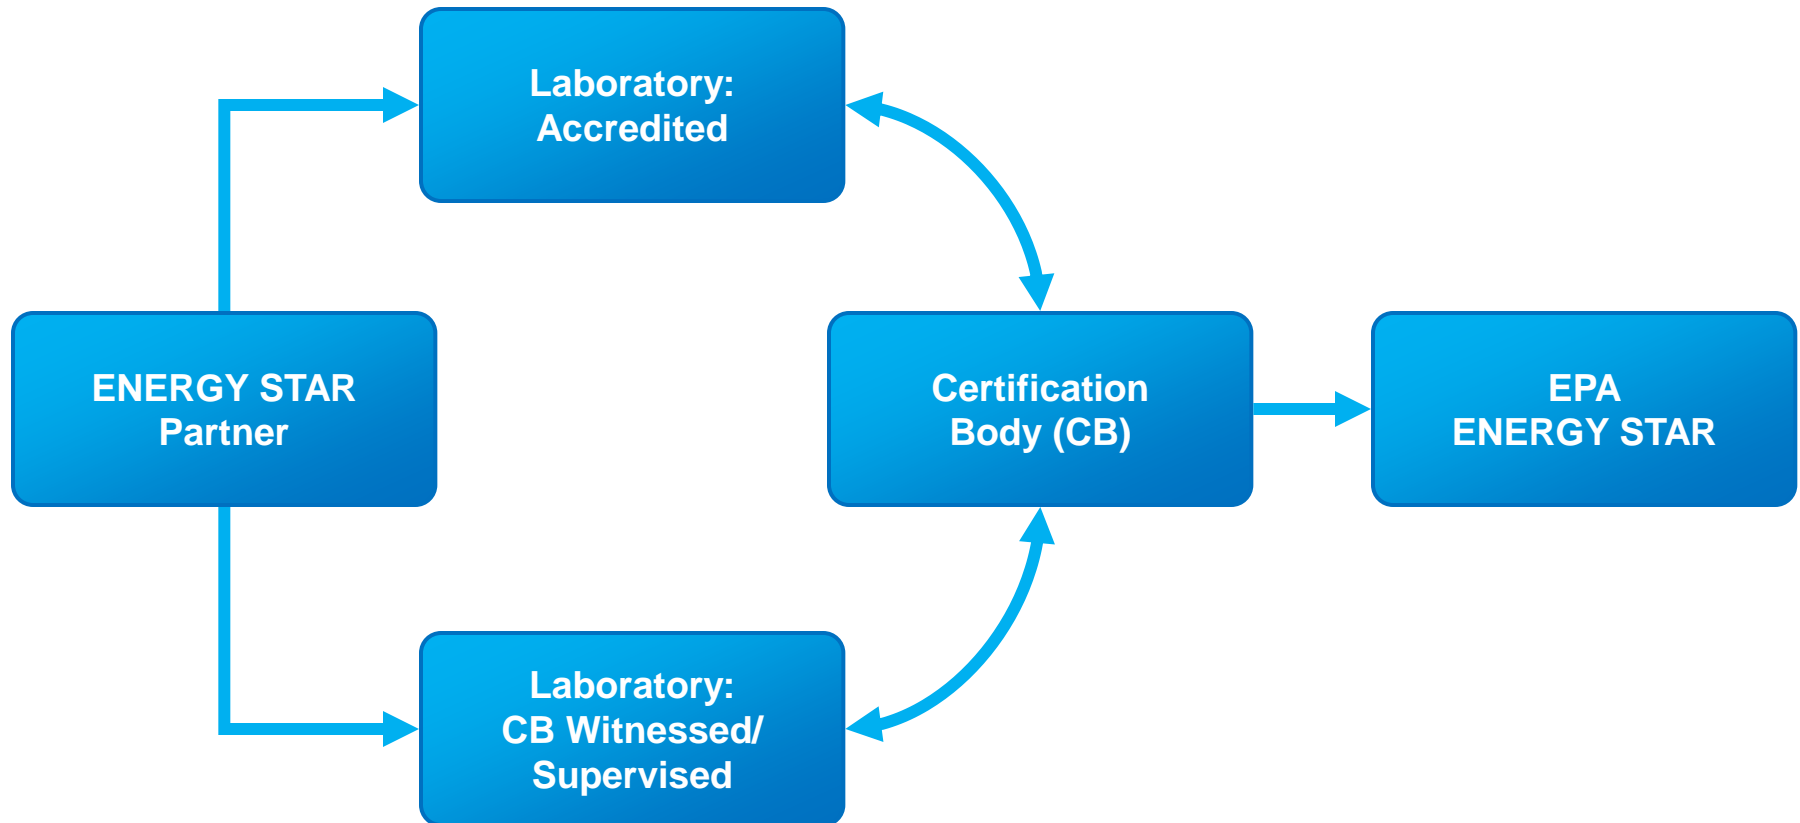 Laboratory:
Accredited
ENERGY STAR
Partner
Certification
Body (CB)
EPA
ENERGY STAR
Laboratory:
CB Witnessed/
Supervised